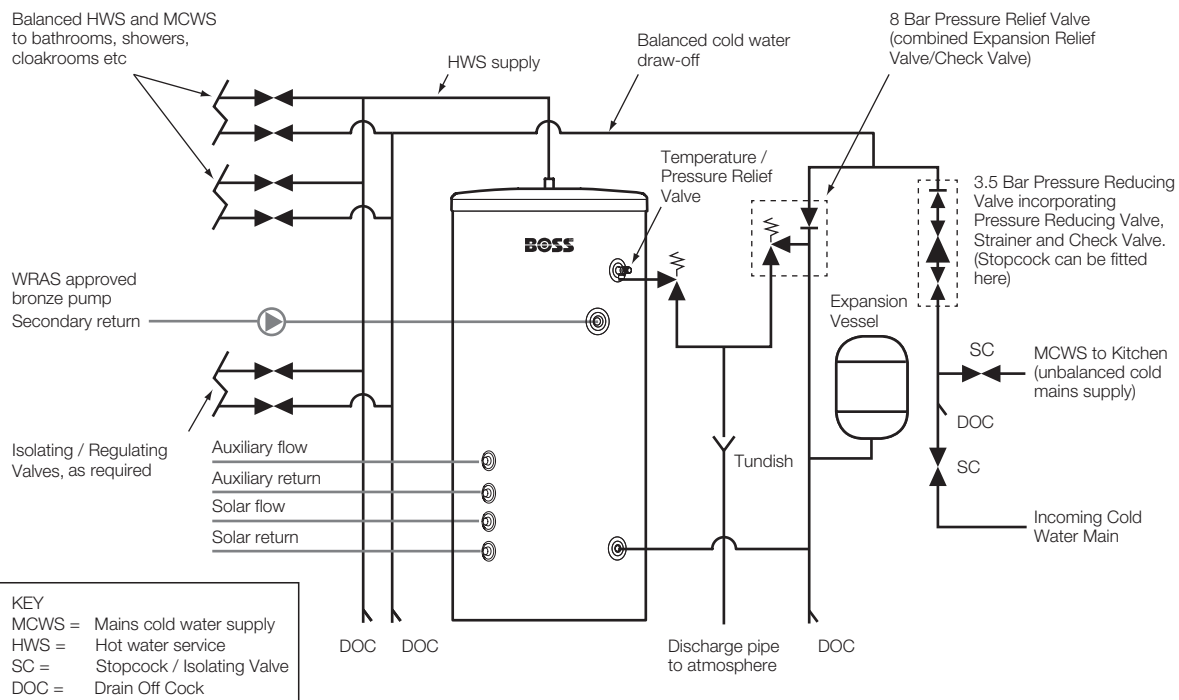 Balanced HWS and MCWS
to bathrooms, showers,
cloakrooms etc
HWS supply
Balanced cold water
draw-off
8 Bar Pressure Relief Valve
(combined Expansion Relief
Valve/Check Valve)
Temperature /
Pressure Relief
Valve
3.5 Bar Pressure Reducing
Valve incorporating
Pressure Reducing Valve,
Strainer and Check Valve.
(Stopcock can be fitted
here)
BOSS
WRAS approved
bronze pump
Secondary return
Expansion
Vessel
SC
MCWS to Kitchen
(unbalanced cold
mains supply)
DOC
SC
Isolating / Regulating
Valves, as required
Auxiliary flow
Auxiliary return
Solar flow
Solar return
Tundish
Incoming Cold
Water Main
KEY
MCWS = Mains cold water supply
HWS = Hot water service
SC = Stopcock / Isolating Valve
DOC = Drain Off Cock
DOC
DOC
Discharge pipe
to atmosphere
DOC